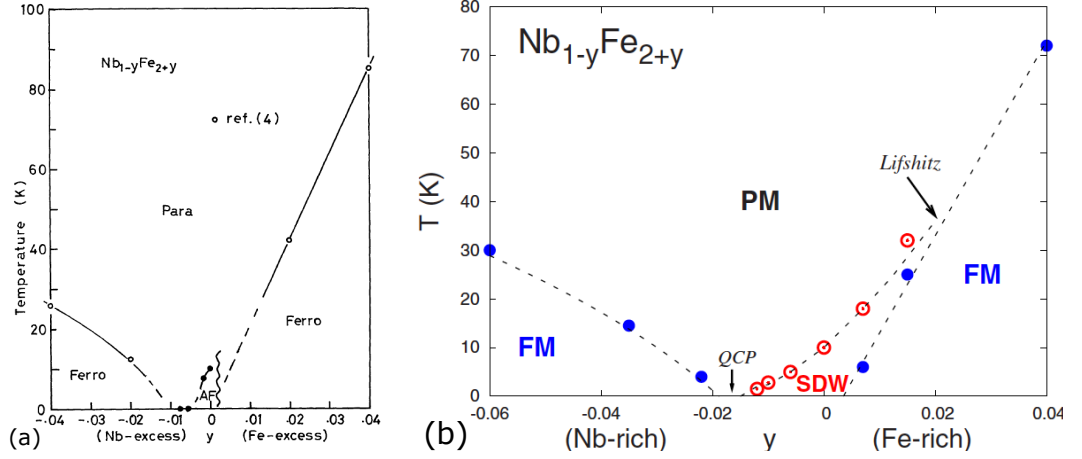 100
80
60
40
20
0
Temperature (K)
Nb1-yFe2+y
ref. (4)
Para
Ferro
Ferro
AF
-.04 -.03 -.02 -.01 0 .01 .02 .03 .04
(a) (Nb-excess) y (Fe-excess)
80
70
60
50
40
30
20
10
0
T (K)
Nb1-yFe2+y
Lifshitz
PM
FM
FM
QCP
SDW
-0.06 -0.04 -0.02 0 0.02 0.04
(b) (Nb-rich) y (Fe-rich)